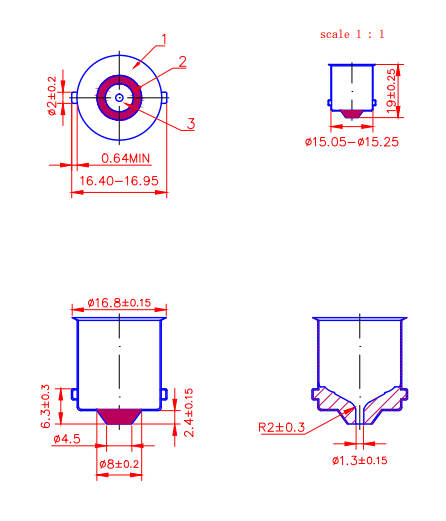 scale 1 : 1
1
2
3
ø2±0.2
0.64MIN
16.40-16.95
19±0.25
ø15.05-ø15.25
ø16.8±0.15
6.3±0.3
2.4±0.15
ø4.5
ø8±0.2
R2±0.3
ø1.3±0.15